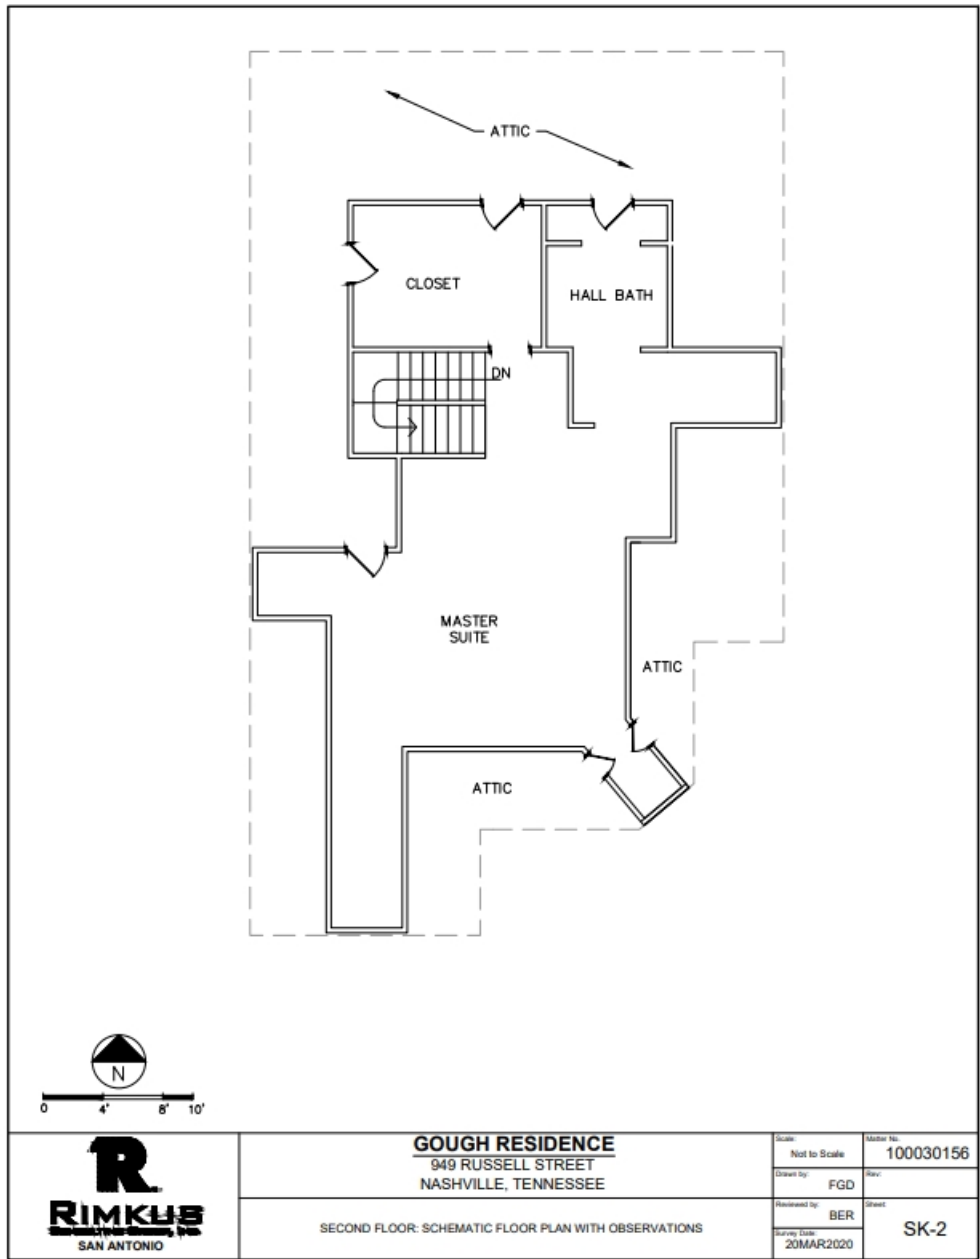 ATTIC
CLOSET
HALL BATH
DN
MASTER
SUITE
ATTIC
ATTIC
N
0 4' 8' 10'
R
RIMKUS
SAN ANTONIO
GOUGH RESIDENCE
949 RUSSELL STREET
NASHVILLE, TENNESSEE
SECOND FLOOR: SCHEMATIC FLOOR PLAN WITH OBSERVATIONS
Scale:
Not to Scale
Matter No.
100030156
Drawn by:
FGD
Rev:
Reviewed by:
BER
Sheet:
SK-2
Survey Date:
20MAR2020